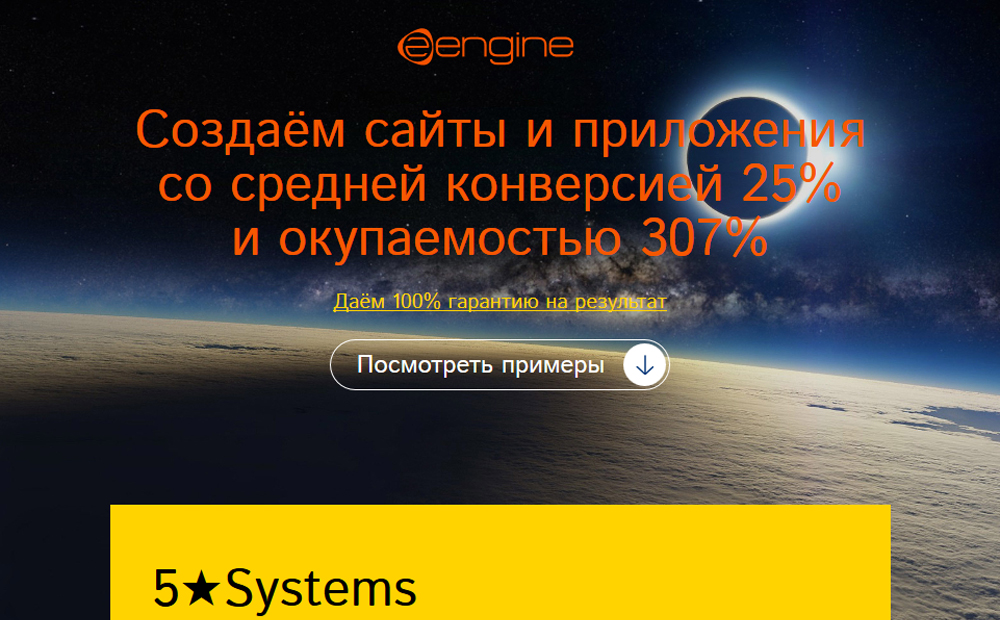 engine
Создаём сайты и приложения
со средней конверсией 25%
и окупаемостью 307%
Даём 100% гарантию на результат
Посмотреть примеры
5★Systems